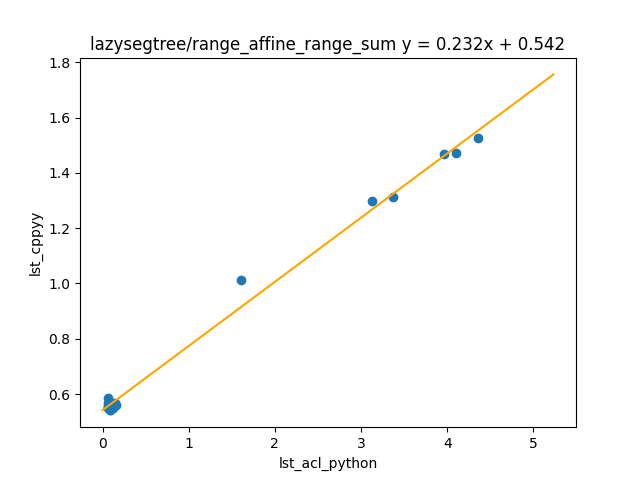 lazysegtree/range_affine_range_sum y = 0.232x + 0.542
1.8
1.6
1.4
1.2
1.0
0.8
0.6
lst_cppyy
0 1 2 3 4 5
lst_acl_python